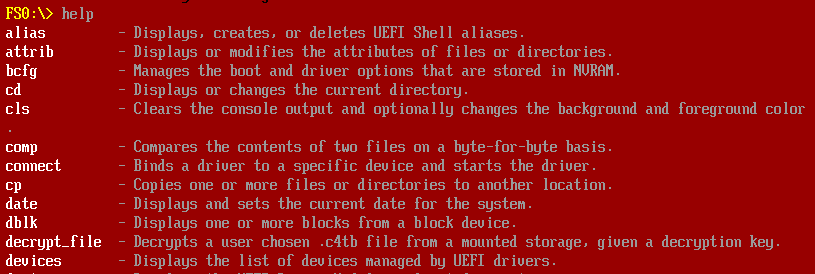 FS0:\> help
alias - Displays, creates, or deletes UEFI Shell aliases.
attrib - Displays or modifies the attributes of files or directories.
bcfg - Manages the boot and driver options that are stored in NVRAM.
cd - Displays or changes the current directory.
cls - Clears the console output and optionally changes the background and foreground color
.
comp - Compares the contents of two files on a byte-for-byte basis.
connect - Binds a driver to a specific device and starts the driver.
cp - Copies one or more files or directories to another location.
date - Displays and sets the current date for the system.
dblk - Displays one or more blocks from a block device.
decrypt_file - Decrypts a user chosen .c4tb file from a mounted storage, given a decryption key.
devices - Displays the list of devices managed by UEFI drivers.